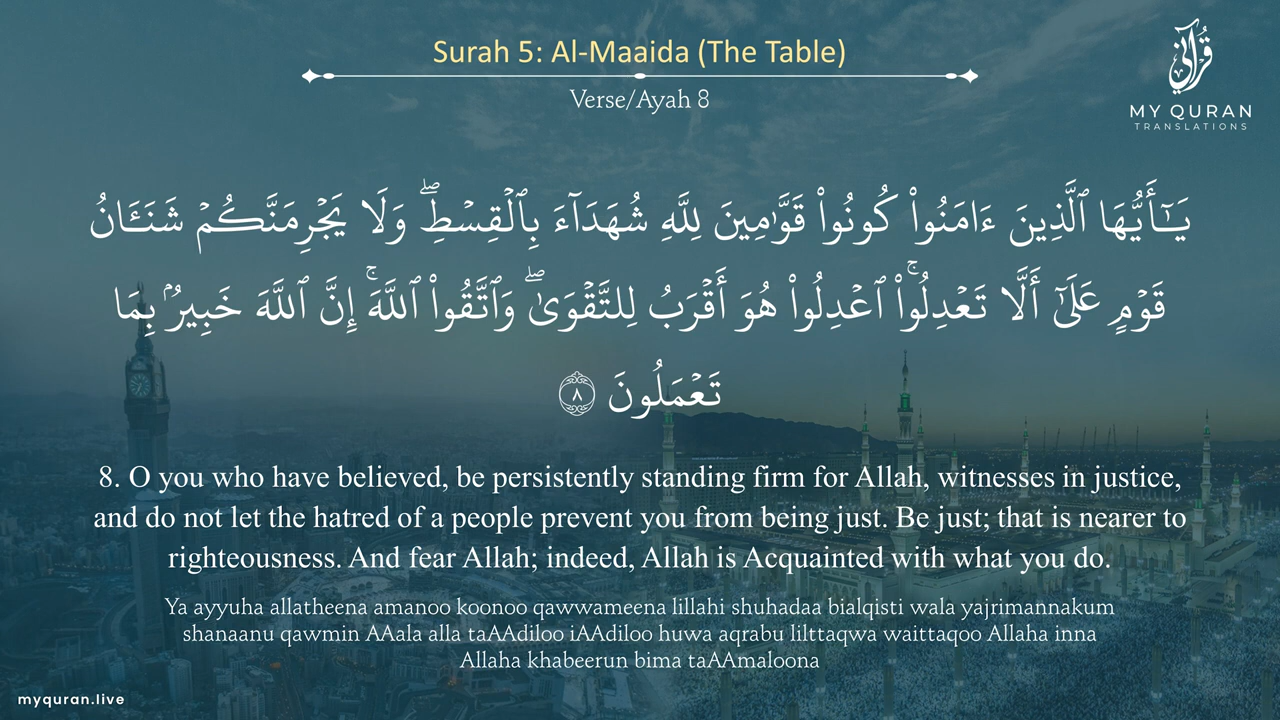 Surah 5: Al-Maaida (The Table)
Verse/Ayah 8
قرآني
MY QURAN
TRANSLATIONS
يَـٰٓأَيُّهَا ٱلَّذِينَ ءَامَنُوا۟ كُونُوا۟ قَوَّٰمِينَ لِلَّهِ شُهَدَآءَ بِٱلْقِسْطِ ۖ وَلَا يَجْرِمَنَّكُمْ شَنَـَٔانُ
قَوْمٍ عَلَىٰٓ أَلَّا تَعْدِلُوا۟ ۚ ٱعْدِلُوا۟ هُوَ أَقْرَبُ لِلتَّقْوَىٰ ۖ وَٱتَّقُوا۟ ٱللَّهَ ۚ إِنَّ ٱللَّهَ خَبِيرٌۢ بِمَا
تَعْمَلُونَ ٨
8. O you who have believed, be persistently standing firm for Allah, witnesses in justice,
and do not let the hatred of a people prevent you from being just. Be just; that is nearer to
righteousness. And fear Allah; indeed, Allah is Acquainted with what you do.
Ya ayyuha allatheena amanoo koonoo qawwameena lillahi shuhadaa bialqisti wala yajrimannakum
shanaanu qawmin AAala alla taAAdiloo iAAdiloo huwa aqrabu lilttaqwa waittaqoo Allaha inna
Allaha khabeerun bima taAAmaloona
myquran.live